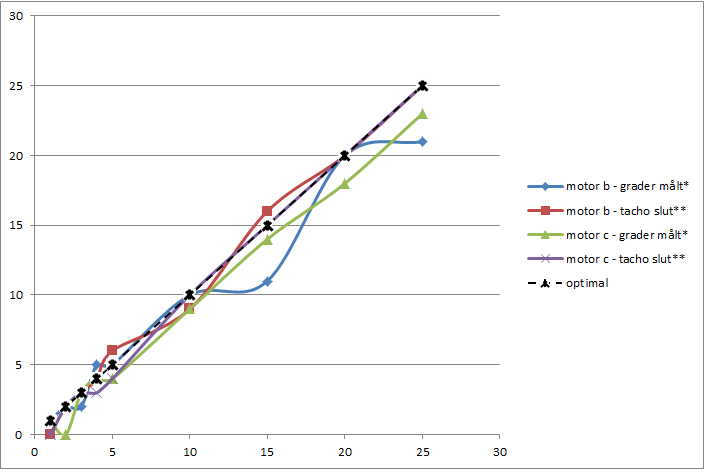 30
25
20
15
10
5
0
0 5 10 15 20 25 30
motor b - grader målt*
motor b - tacho slut**
motor c - grader målt*
motor c - tacho slut**
optimal